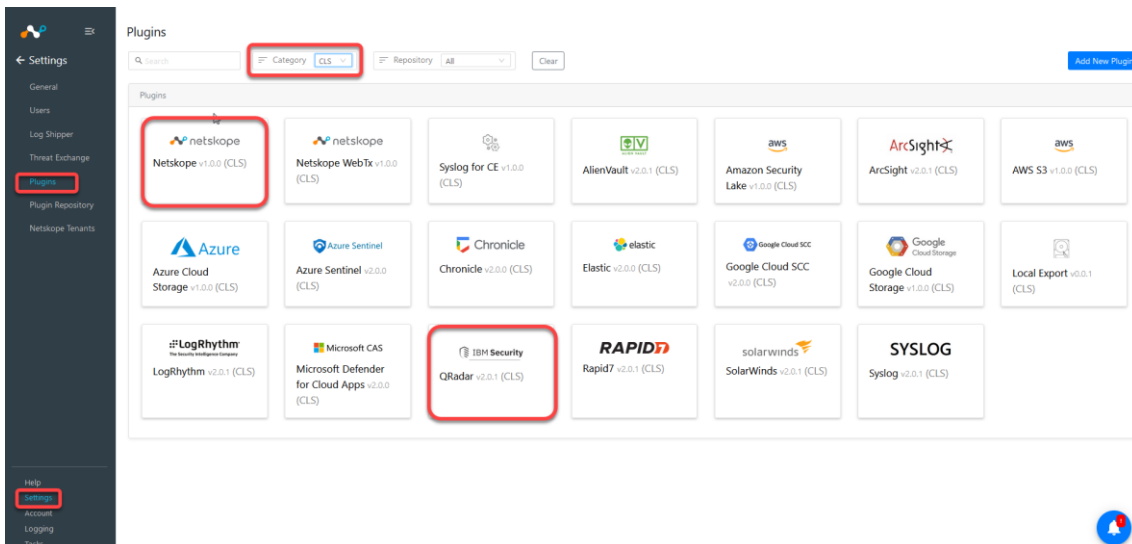 Plugins
Settings
General
Users
Log Shipper
Threat Exchange
Plugins
Plugin Repository
Netskope Tenants
Help
Settings
Account
Logging
Tasks
Search
Category CLS
Repository All
Clear
Add New Plugin
Plugins
netskope
Netskope v1.0.0 (CLS)
netskope
Netskope WebTx v1.0.0
(CLS)
Syslog for CE v1.0.0
(CLS)
ALIEN VAULT
AlienVault v2.0.1 (CLS)
aws
Amazon Security
Lake v1.0.0 (CLS)
ArcSight
ArcSight v2.0.1 (CLS)
aws
AWS S3 v1.0.0 (CLS)
Azure
Azure Cloud
Storage v1.0.0 (CLS)
Azure Sentinel
Azure Sentinel v2.0.0
(CLS)
Chronicle
Chronicle v2.0.0 (CLS)
elastic
Elastic v2.0.0 (CLS)
Google Cloud SCC
Google Cloud SCC
v2.0.0 (CLS)
Google
Cloud Storage
Google Cloud
Storage v1.0.0 (CLS)
Local Export v0.0.1
(CLS)
LogRhythm
The Security Intelligence Company
LogRhythm v2.0.1 (CLS)
Microsoft CAS
Microsoft Defender
for Cloud Apps v2.0.0
(CLS)
IBM Security
QRadar v2.0.1 (CLS)
RAPID7
Rapid7 v2.0.1 (CLS)
solarwinds
SolarWinds v2.0.1 (CLS)
SYSLOG
Syslog v2.0.1 (CLS)
1